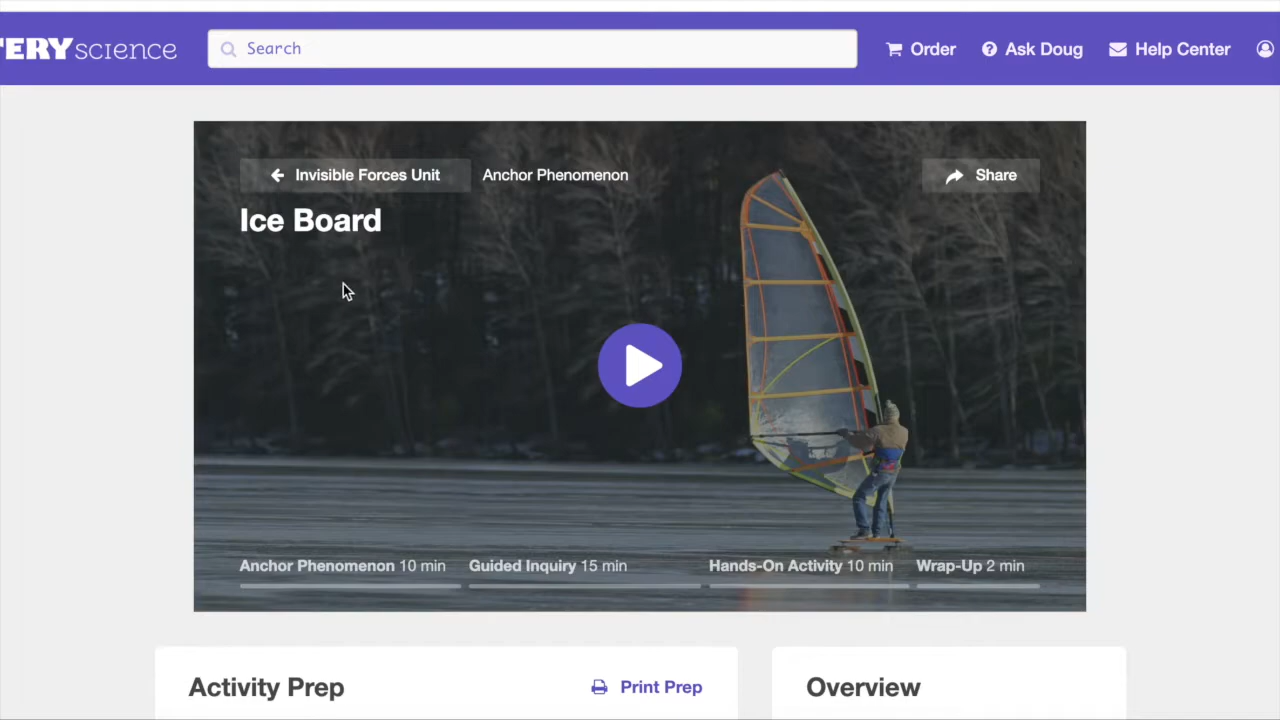 TERY science
Search
Order
Ask Doug
Help Center
Invisible Forces Unit
Anchor Phenomenon
Share
Ice Board
Anchor Phenomenon 10 min
Guided Inquiry 15 min
Hands-On Activity 10 min
Wrap-Up 2 min
Activity Prep
Print Prep
Overview